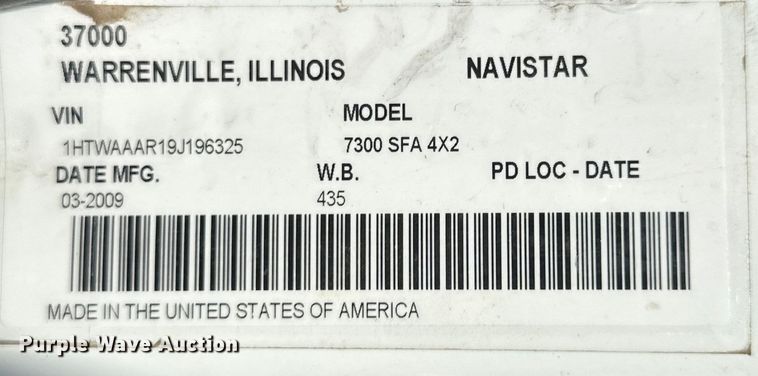 37000
WARRENVILLE, ILLINOIS NAVISTAR
VIN MODEL
1HTWAAAR19J196325 7300 SFA 4X2
DATE MFG. W.B. PD LOC - DATE
03-2009 435
MADE IN THE UNITED STATES OF AMERICA
Purple Wave Auction